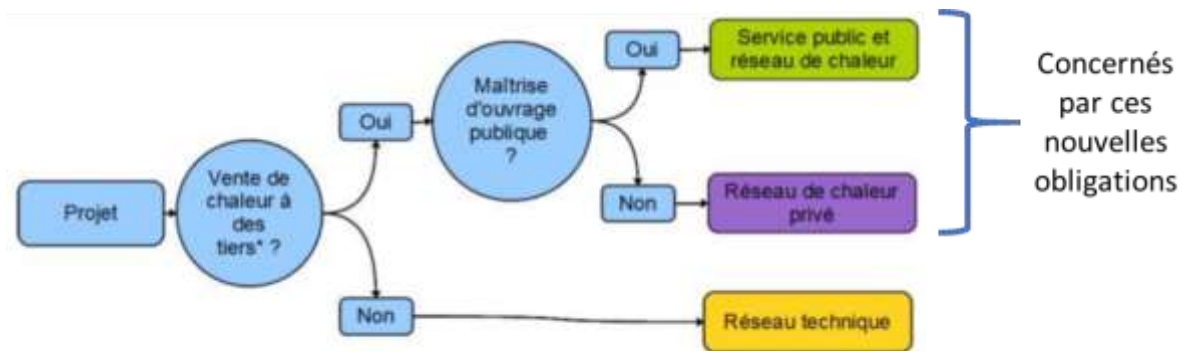 Projet
Vente de
chaleur à
des
tiers* ?
Oui
Maîtrise
d'ouvrage
publique
?
Oui
Service public et
réseau de chaleur
Non
Réseau de chaleur
privé
Non
Réseau technique
Concernés
par ces
nouvelles
obligations